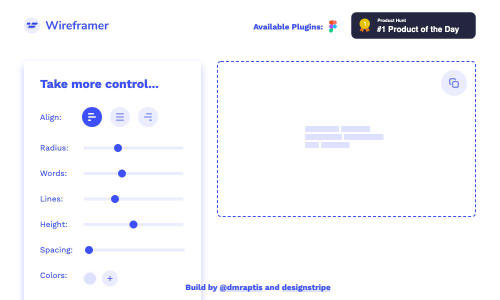 Wireframer
Available Plugins:
Product Hunt
#1 Product of the Day
Take more control...
Align:
Radius:
Words:
Lines:
Height:
Spacing:
Colors:
+
Build by @dmraptis and designstripe